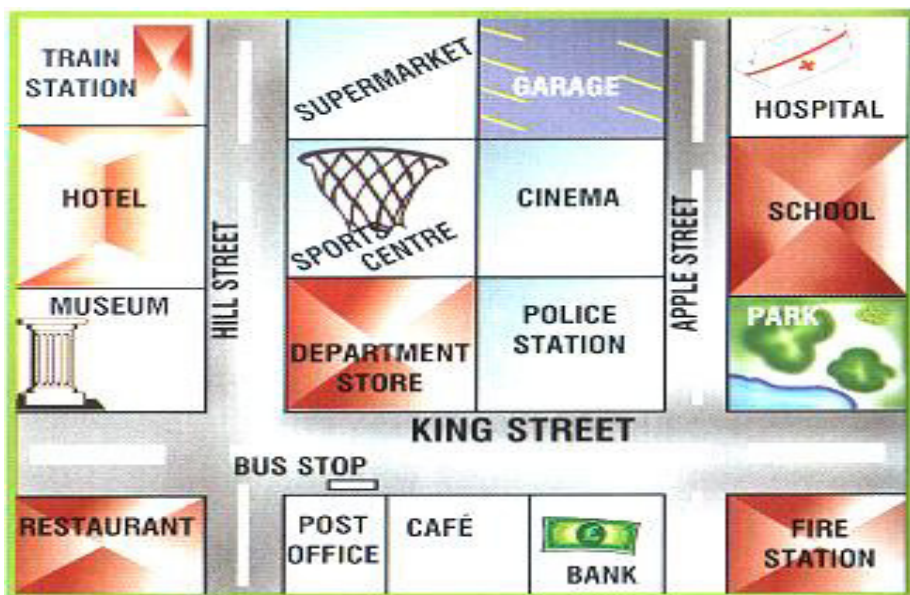 TRAIN
STATION
SUPERMARKET
GARAGE
HOSPITAL
HOTEL
SPORTS
CENTRE
CINEMA
SCHOOL
HILL STREET
APPLE STREET
MUSEUM
DEPARTMENT
STORE
POLICE
STATION
PARK
KING STREET
BUS STOP
RESTAURANT
POST
OFFICE
CAFÉ
£
BANK
FIRE
STATION